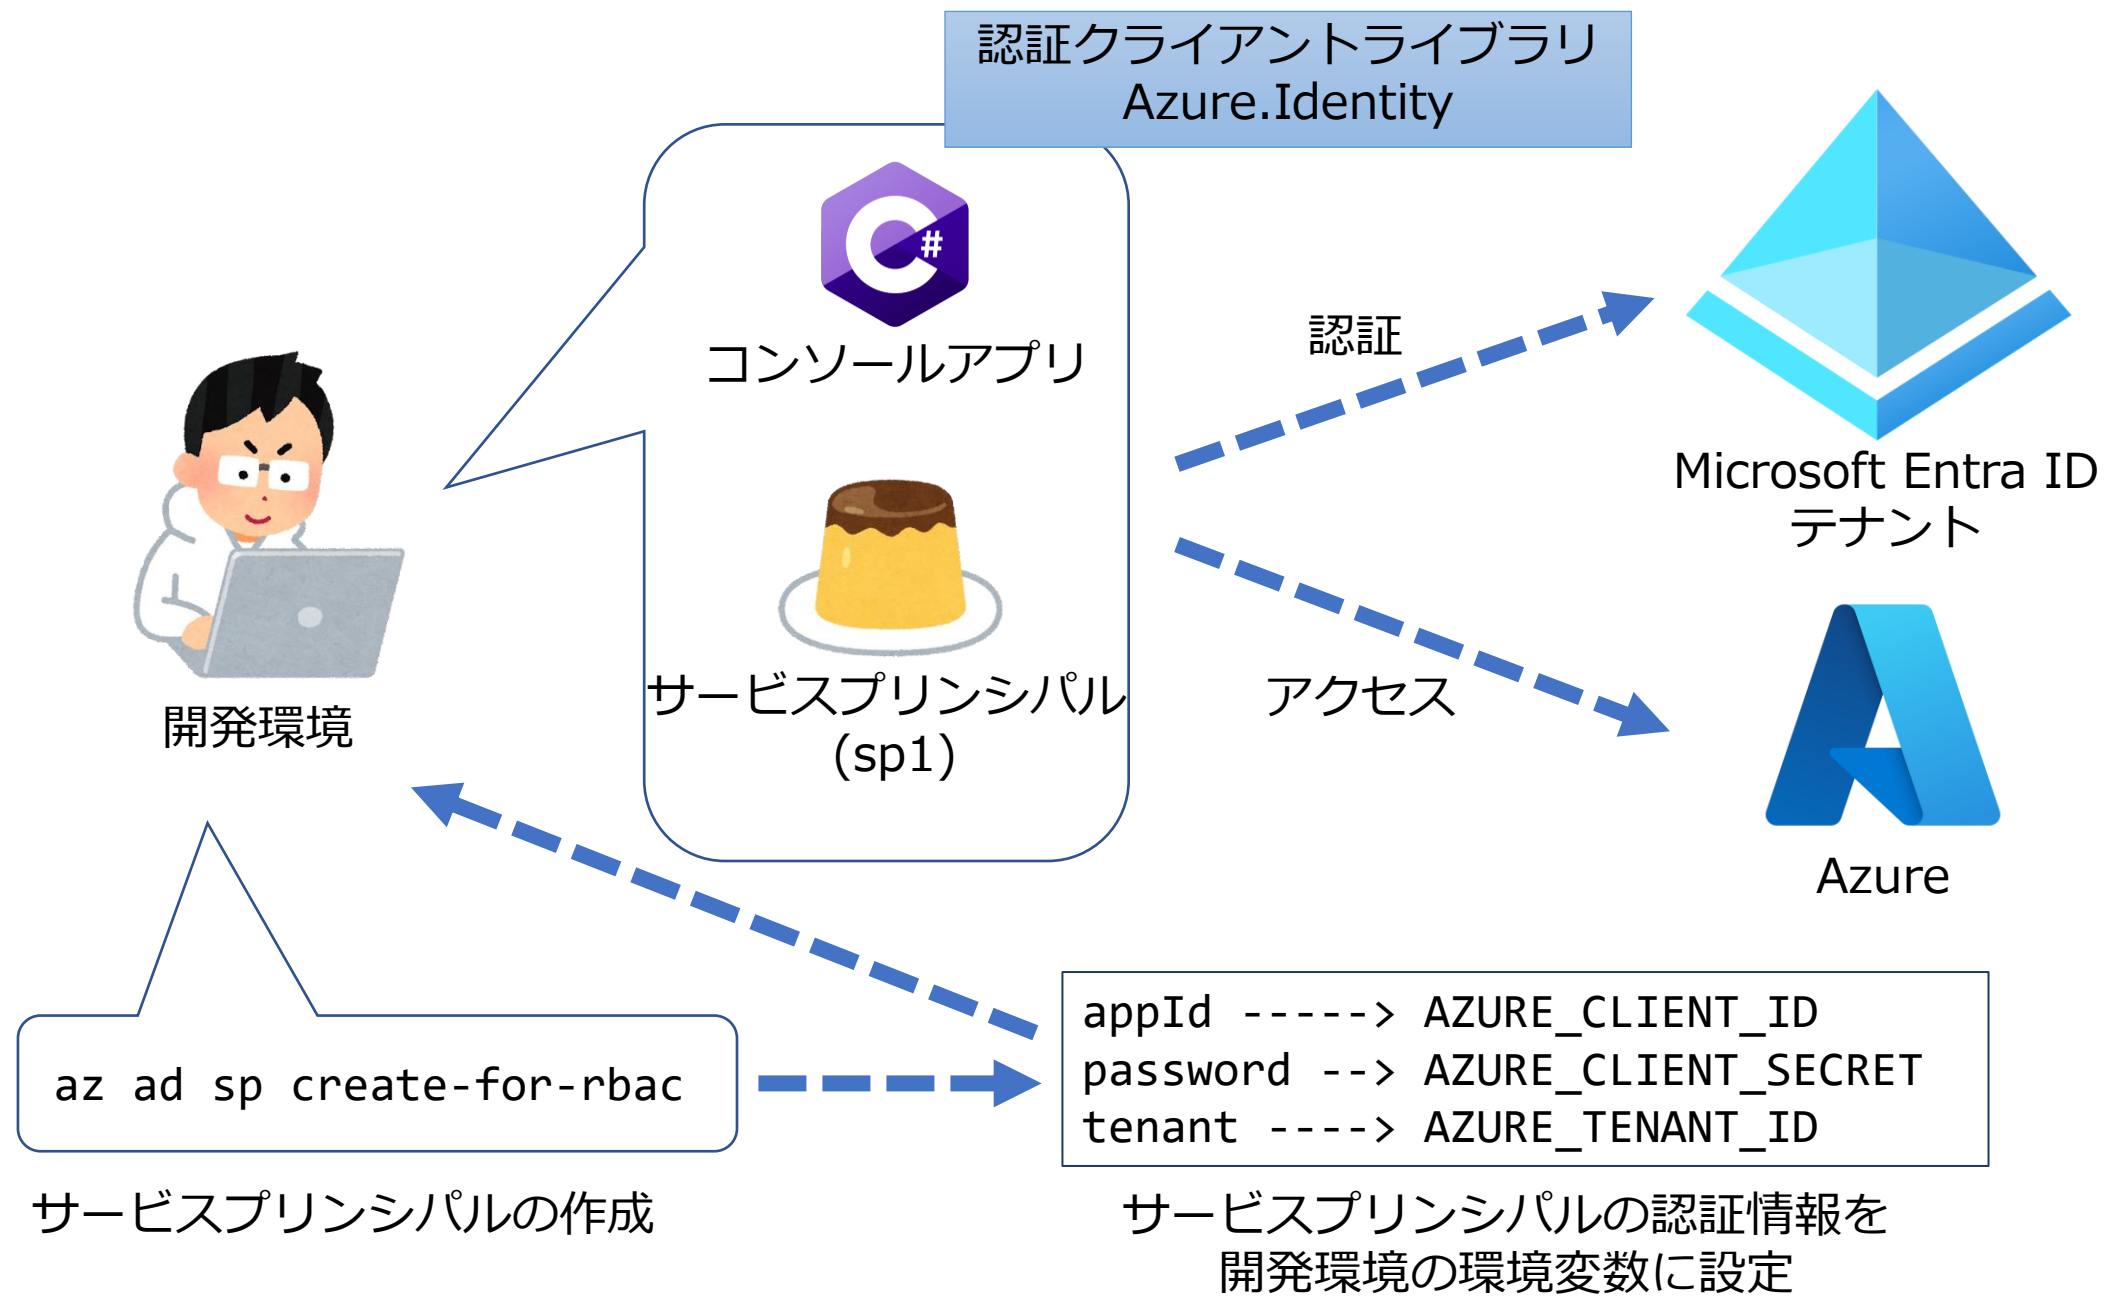 認証クライアントライブラリ
Azure.Identity
C#
コンソールアプリ
サービスプリンシパル
(sp1)
認証
アクセス
Microsoft Entra ID
テナント
Azure
開発環境
az ad sp create-for-rbac
サービスプリンシパルの作成
appId -----> AZURE_CLIENT_ID
password --> AZURE_CLIENT_SECRET
tenant ----> AZURE_TENANT_ID
サービスプリンシパルの認証情報を
開発環境の環境変数に設定